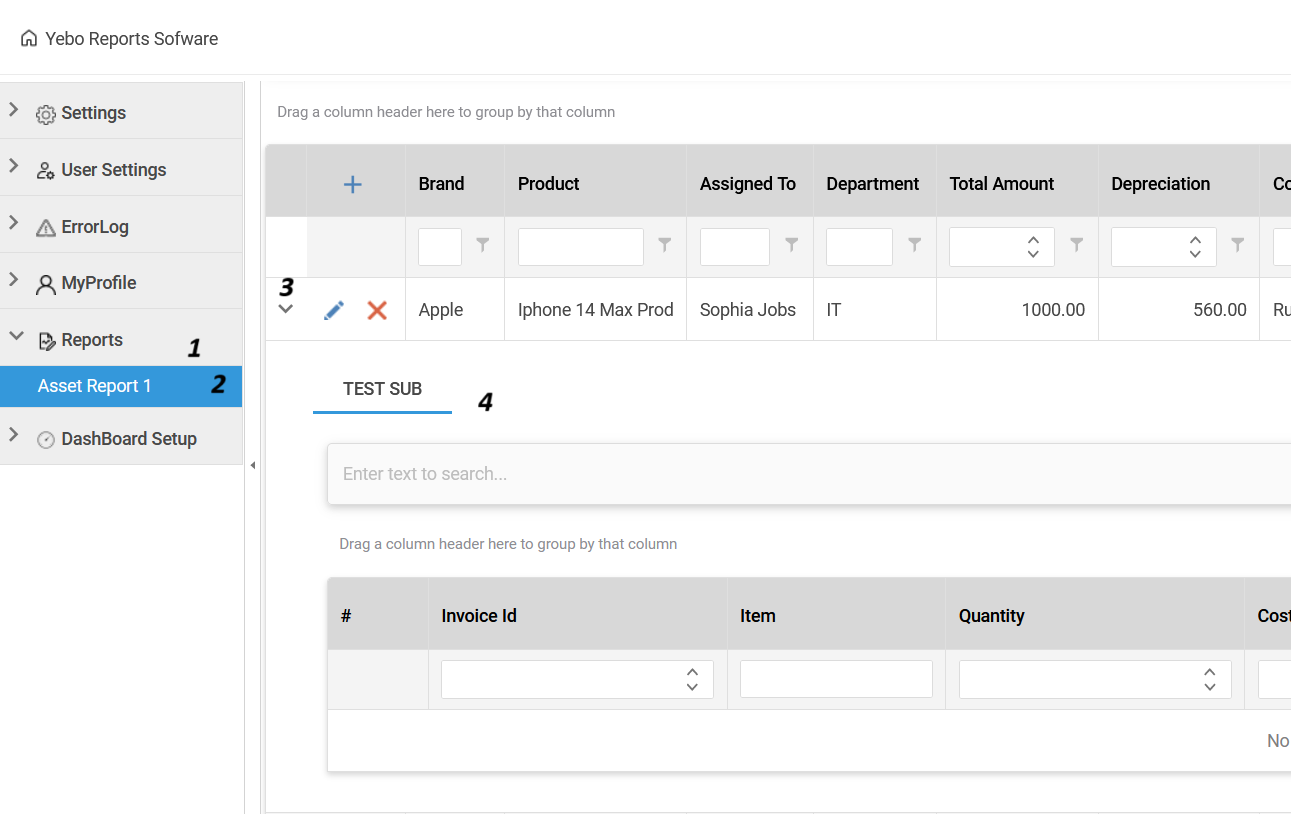 Yebo Reports Sofware
Settings
User Settings
ErrorLog
MyProfile
Reports 1
Asset Report 1 2
DashBoard Setup
Drag a column header here to group by that column
+ Brand Product Assigned To Department Total Amount Depreciation Co
3
Apple Iphone 14 Max Prod Sophia Jobs IT 1000.00 560.00 Ru
TEST SUB 4
Enter text to search...
Drag a column header here to group by that column
# Invoice Id Item Quantity Cost
No